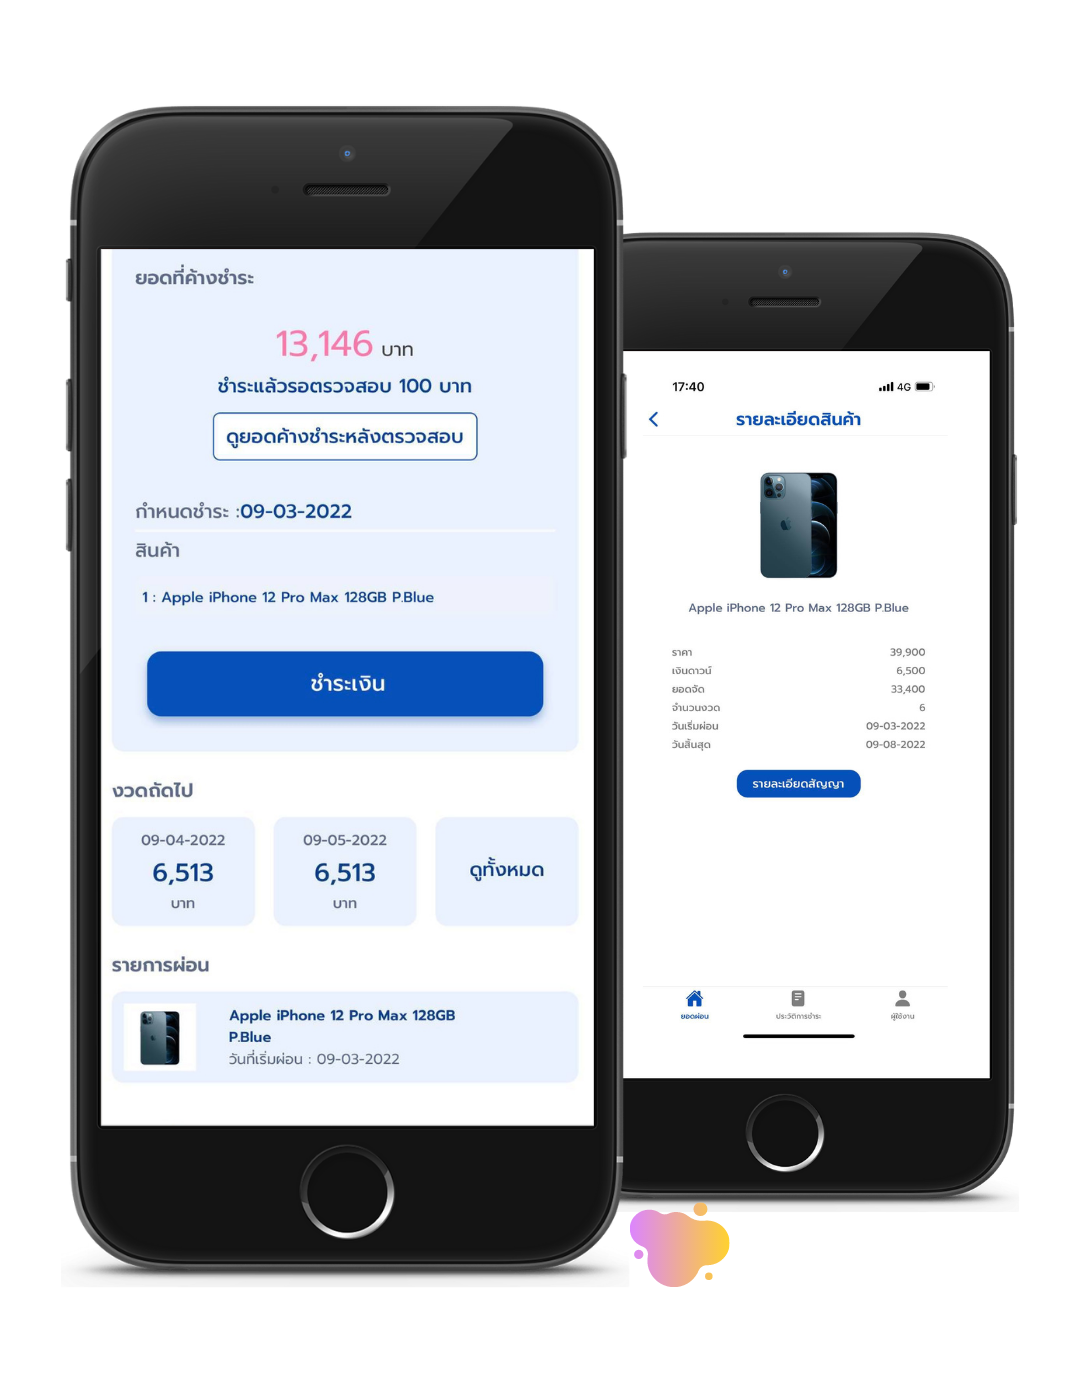 ยอดที่ค้างชำระ
13,146 บาท
ชำระแล้วรอตรวจสอบ 100 บาท
ดูยอดค้างชำระหลังตรวจสอบ
กำหนดชำระ :09-03-2022
สินค้า
1 : Apple iPhone 12 Pro Max 128GB P.Blue
ชำระเงิน
งวดถัดไป
09-04-2022
6,513
บาท
09-05-2022
6,513
บาท
ดูทั้งหมด
รายการผ่อน
Apple iPhone 12 Pro Max 128GB
P.Blue
วันที่เริ่มผ่อน : 09-03-2022
17:40
4G
รายละเอียดสินค้า
Apple iPhone 12 Pro Max 128GB P.Blue
ราคา 39,900
เงินดาวน์ 6,500
ยอดจัด 33,400
จำนวนงวด 6
วันเริ่มผ่อน 09-03-2022
วันสิ้นสุด 09-08-2022
รายละเอียดสัญญา
ยอดผ่อน
ประวัติการชำระ
ผู้ใช้งาน